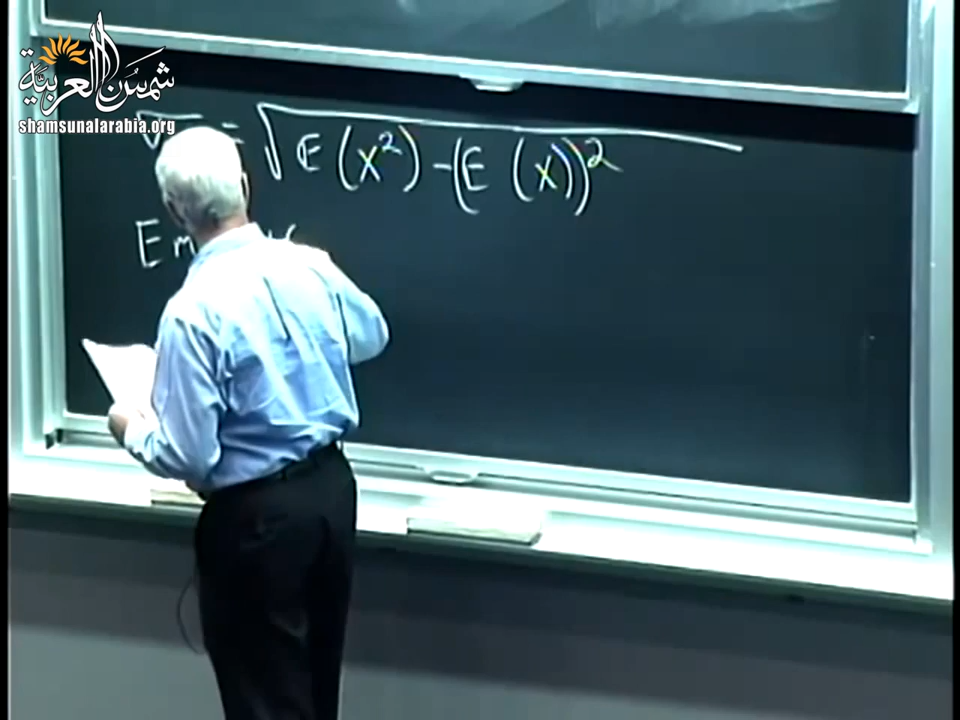 شمس العربية
shamsunalarabia.org
= √E(X²) - (E(X))²